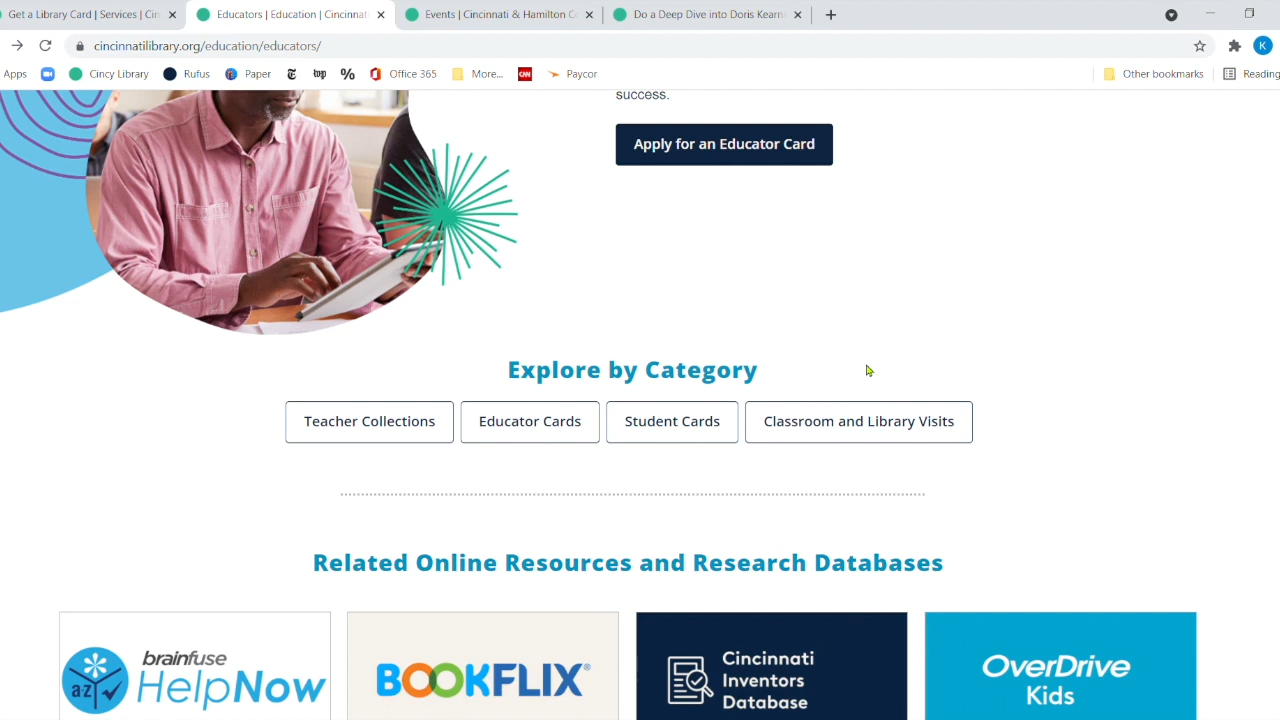 Get a Library Card | Services | Cin
Educators | Education | Cincinnat
Events | Cincinnati & Hamilton C
Do a Deep Dive into Doris Kearn
cincinnatilibrary.org/education/educators/
K
Apps
Cincy Library
Rufus
Paper
wp
%
Office 365
More...
CNN
Paycor
Other bookmarks
Reading
success.
Apply for an Educator Card
Explore by Category
Teacher Collections
Educator Cards
Student Cards
Classroom and Library Visits
Related Online Resources and Research Databases
a-z
brainfuse
HelpNow
BOOKFLIX®
Cincinnati
Inventors
Database
OverDrive
Kids